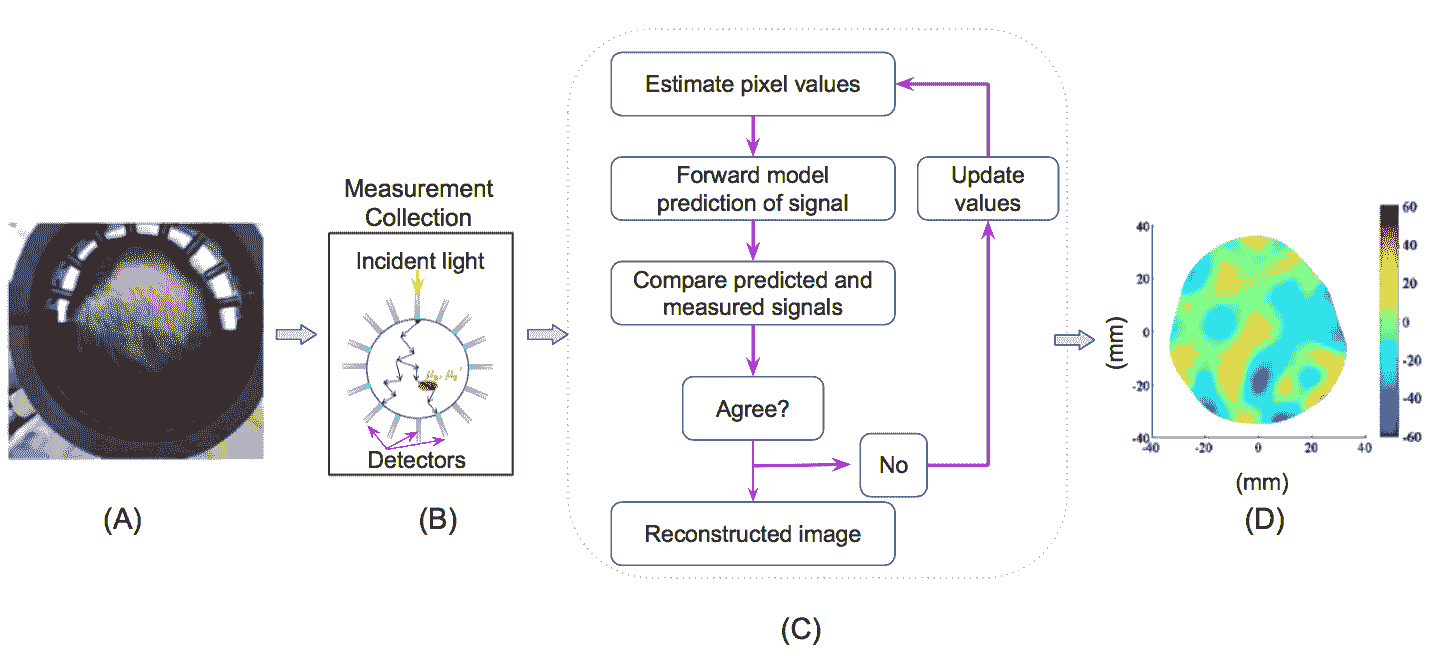 Measurement
Collection
Incident light
μa, μs'
Detectors
(A)
(B)
Estimate pixel values
Forward model
prediction of signal
Update
values
Compare predicted and
measured signals
Agree?
No
Reconstructed image
(C)
40
20
0
-20
-40
(mm)
-40
-20
0
20
40
(mm)
60
40
20
0
-20
-40
-60
(D)